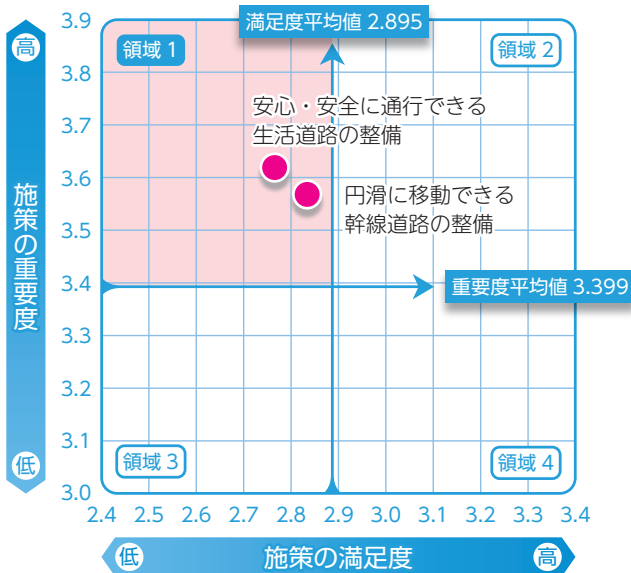 満足度平均値 2.895
領域 1
領域 2
安心・安全に通行できる
生活道路の整備
円滑に移動できる
幹線道路の整備
重要度平均値 3.399
領域 3
領域 4
高
施策の重要度
低
3.9
3.8
3.7
3.6
3.5
3.4
3.3
3.2
3.1
3.0
2.4 2.5 2.6 2.7 2.8 2.9 3.0 3.1 3.2 3.3 3.4
低 施策の満足度 高